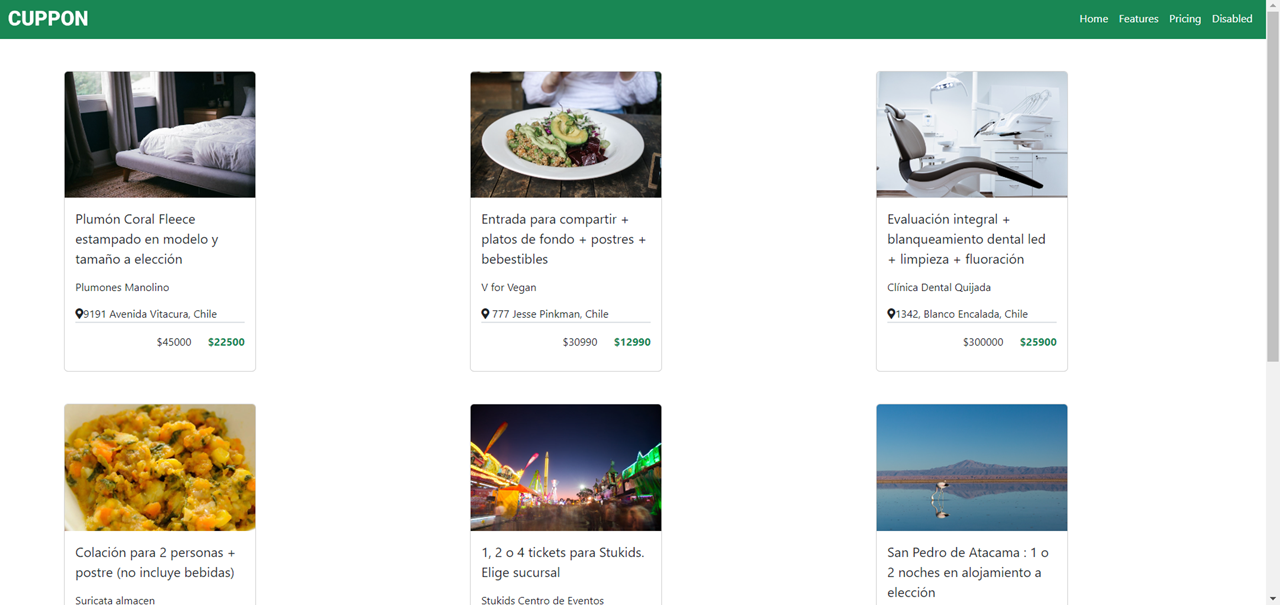 CUPPON
Home Features Pricing Disabled
Plumón Coral Fleece
estampado en modelo y
tamaño a elección
Plumones Manolino
9191 Avenida Vitacura, Chile
$45000 $22500
Entrada para compartir +
platos de fondo + postres +
bebestibles
V for Vegan
777 Jesse Pinkman, Chile
$30990 $12990
Evaluación integral +
blanqueamiento dental led
+ limpieza + fluoración
Clínica Dental Quijada
1342, Blanco Encalada, Chile
$300000 $25900
Colación para 2 personas +
postre (no incluye bebidas)
Suricata almacen
1, 2 o 4 tickets para Stukids.
Elige sucursal
Stukids Centro de Eventos
San Pedro de Atacama : 1 o
2 noches en alojamiento a
elección